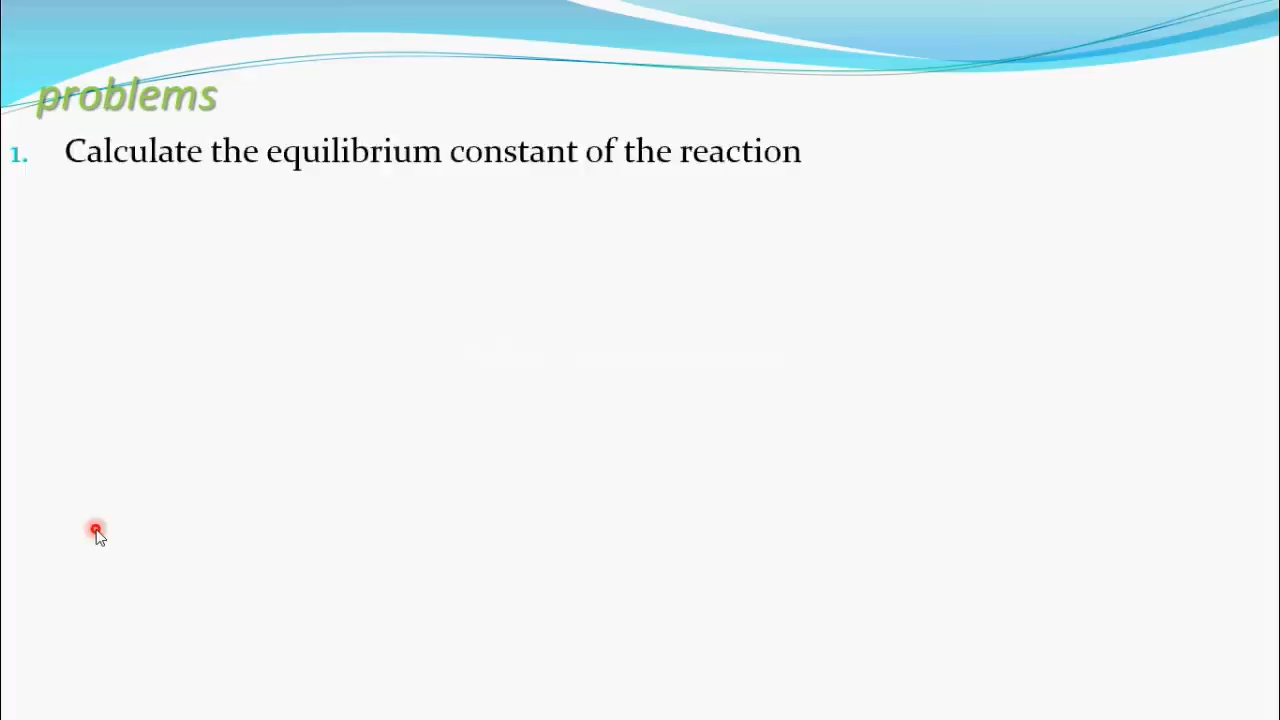 problems
1. Calculate the equilibrium constant of the reaction